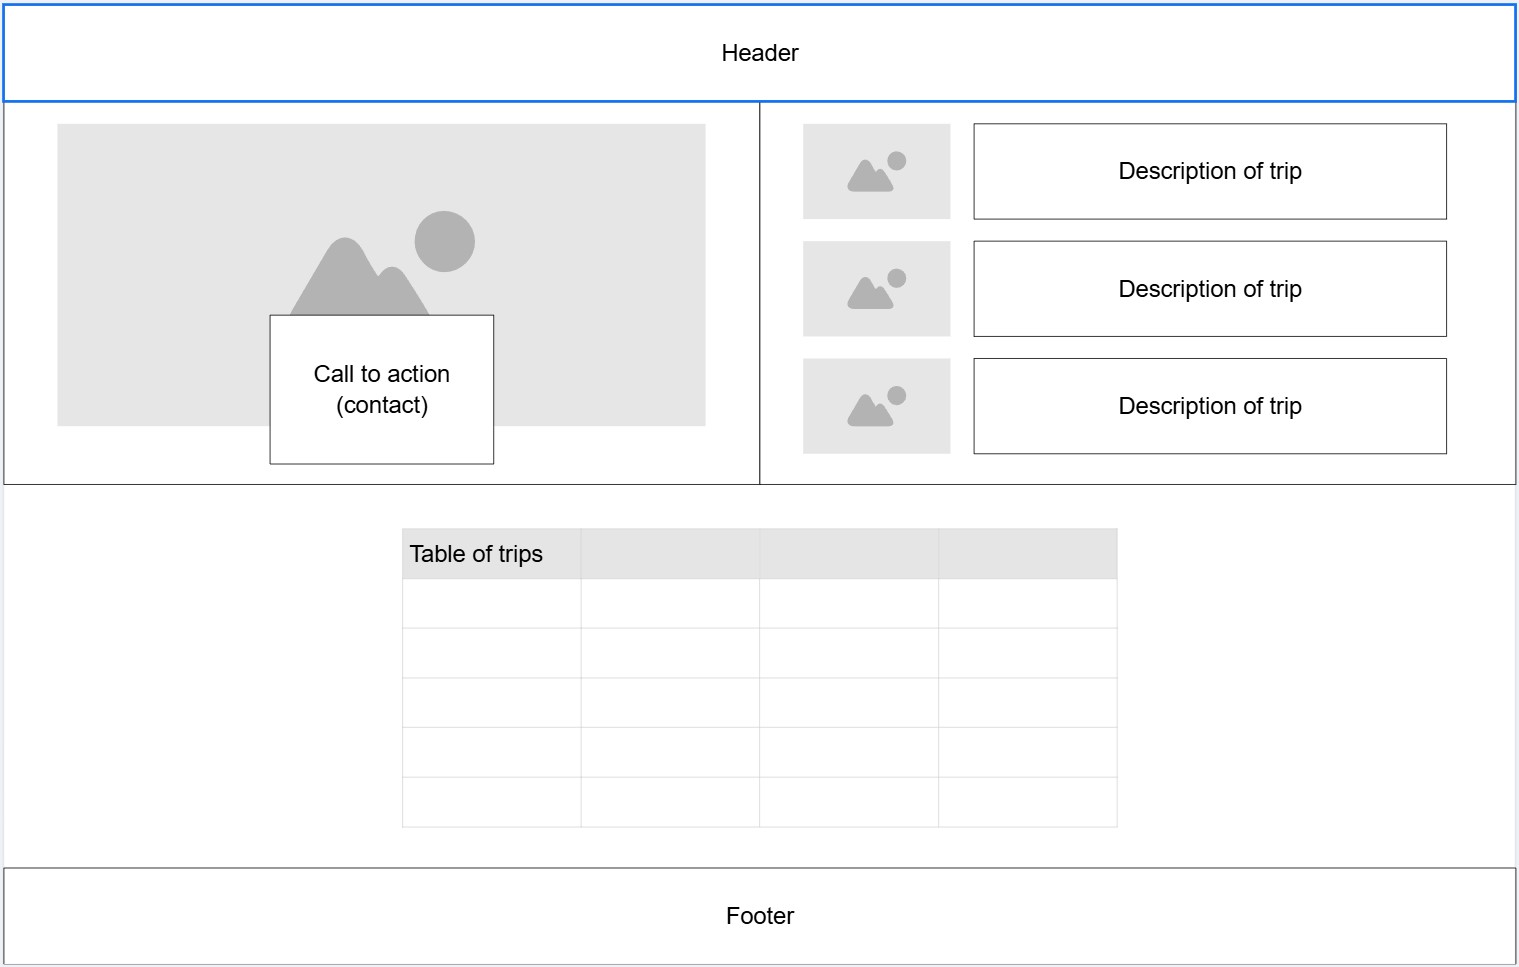 Header
Call to action
(contact)
Description of trip
Description of trip
Description of trip
Table of trips
Footer